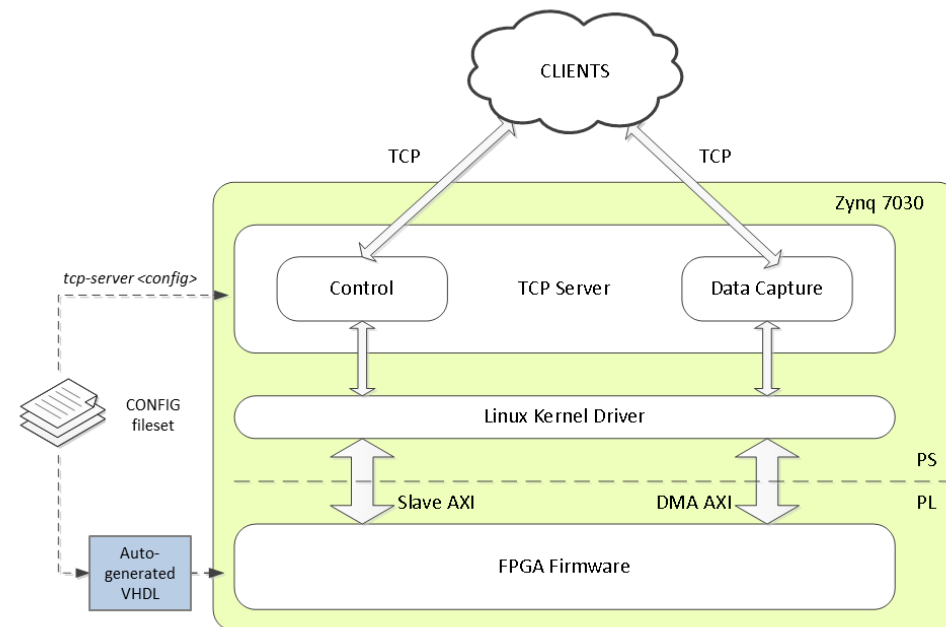 CLIENTS
TCP
TCP
Zynq 7030
tcp-server <config>
Control
TCP Server
Data Capture
CONFIG
fileset
Linux Kernel Driver
PS
Slave AXI
DMA AXI
PL
Auto-
generated
VHDL
FPGA Firmware